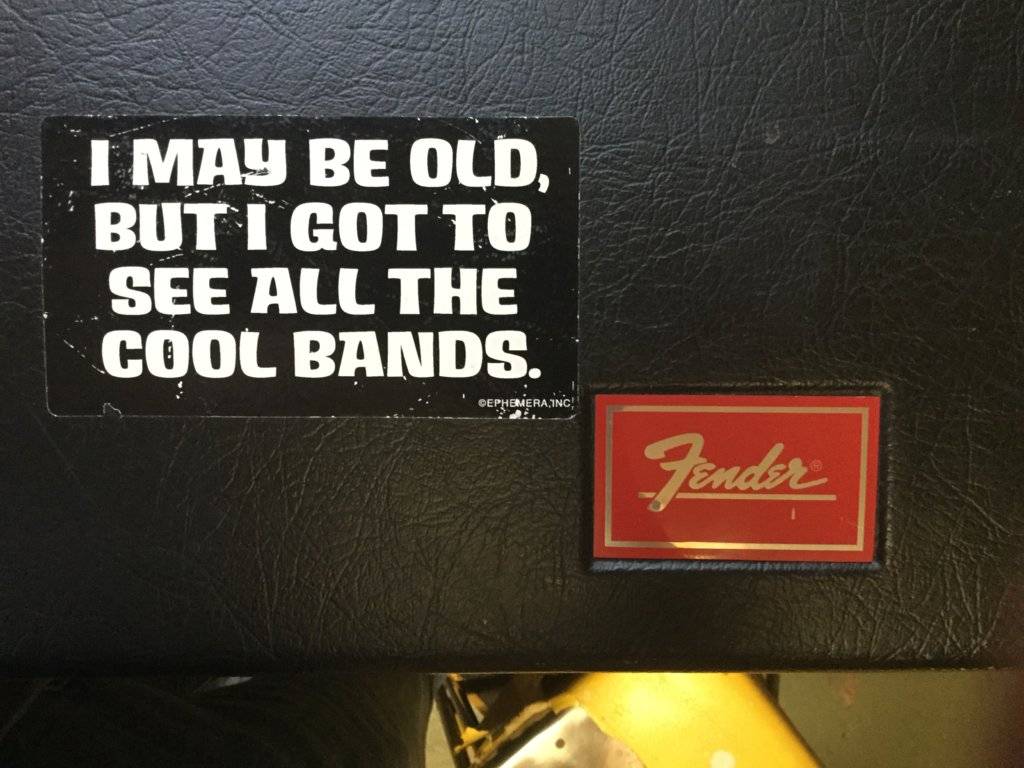 I MAY BE OLD,
BUT I GOT TO
SEE ALL THE
COOL BANDS.
©EPHEMERA, INC
Fender®